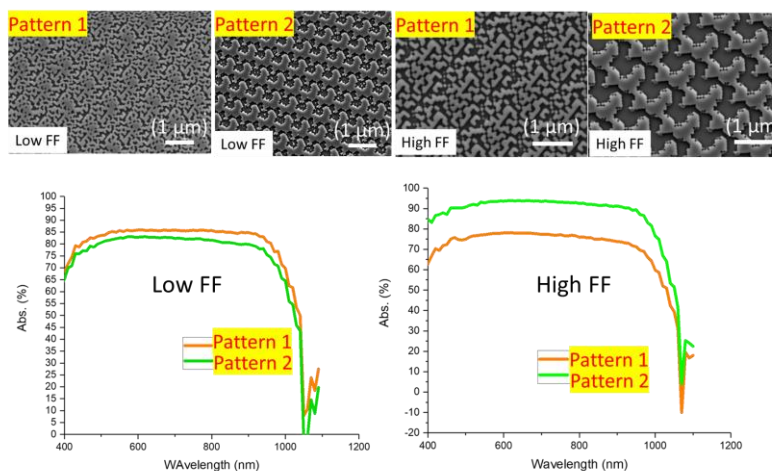 Pattern 1
Pattern 2
Pattern 1
Pattern 2
(1 µm)
(1 µm)
(1 µm)
(1 µm)
Low FF
Low FF
High FF
High FF
90
85
80
75
70
65
60
55
50
45
40
35
30
25
20
15
10
5
0
Abs. (%)
Low FF
Pattern 1
Pattern 2
400
600
800
1000
1200
WAvelength (nm)
100
90
80
70
60
50
40
30
20
10
0
-10
-20
Abs. (%)
High FF
Pattern 1
Pattern 2
400
600
800
1000
1200
Wavelength (nm)